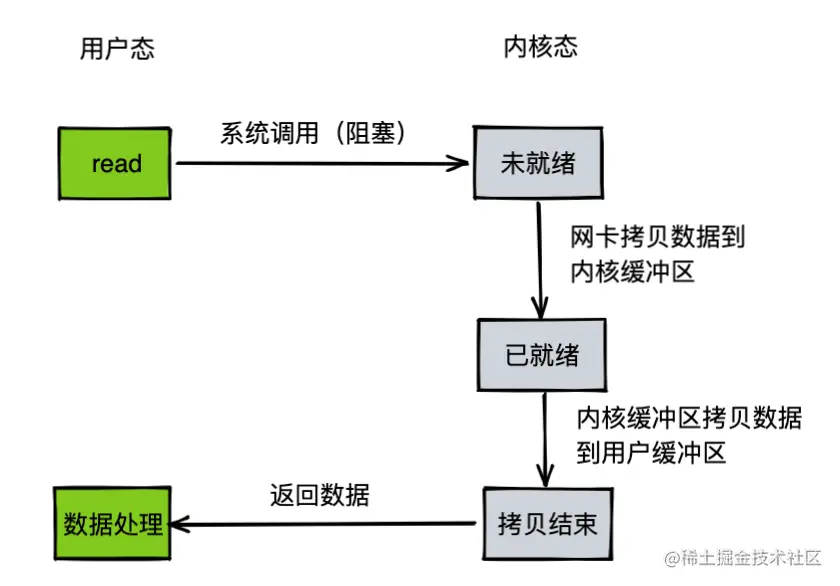 用户态
内核态
系统调用（阻塞）
read
未就绪
网卡拷贝数据到
内核缓冲区
已就绪
内核缓冲区拷贝数据
到用户缓冲区
返回数据
数据处理
拷贝结束
@稀土掘金技术社区